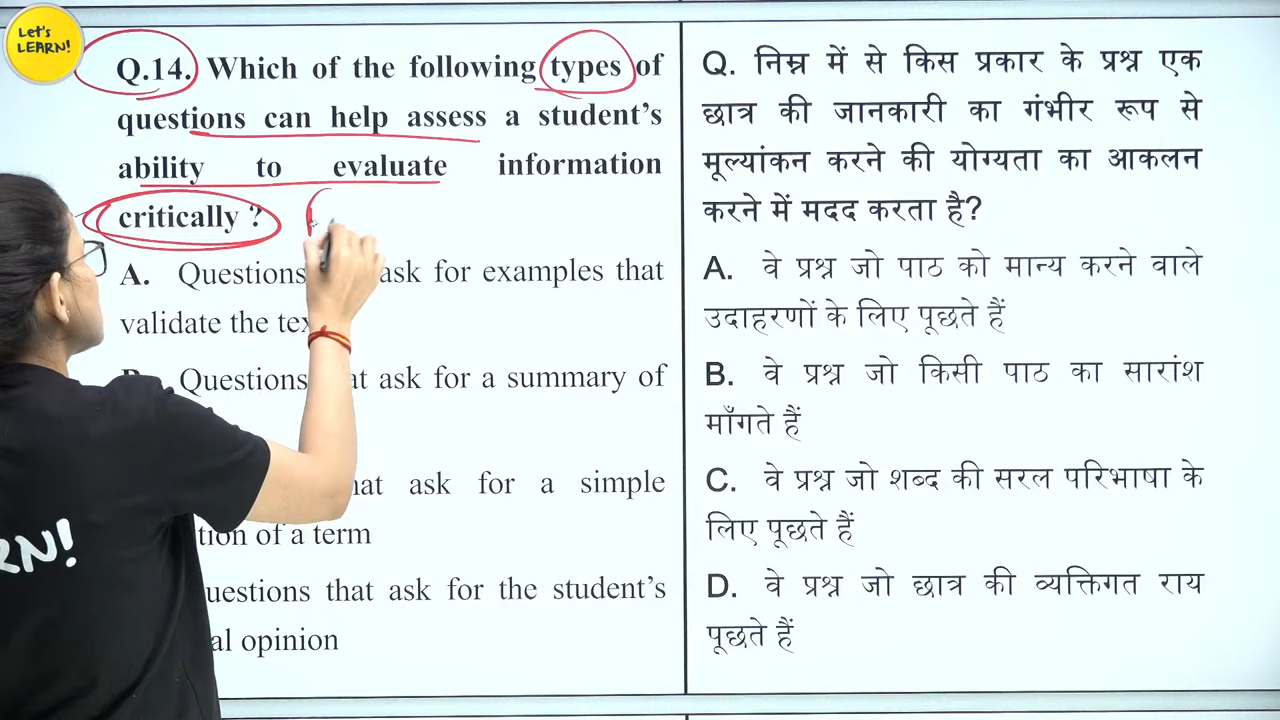 Let's
LEARN!
Q.14. Which of the following types of
questions can help assess a student's
ability to evaluate information
critically ?
A. Questions ask for examples that
validate the
Questions at ask for a summary of
hat ask for a simple
tion of a term
uestions that ask for the student's
al opinion
Q. निम्न में से किस प्रकार के प्रश्न एक
छात्र की जानकारी का गंभीर रूप से
मूल्यांकन करने की योग्यता का आकलन
करने में मदद करता है?
A. वे प्रश्न जो पाठ को मान्य करने वाले
उदाहरणों के लिए पूछते हैं
B. वे प्रश्न जो किसी पाठ का सारांश
माँगते हैं
C. वे प्रश्न जो शब्द की सरल परिभाषा के
लिए पूछते हैं
D. वे प्रश्न जो छात्र की व्यक्तिगत राय
पूछते हैं
RN!